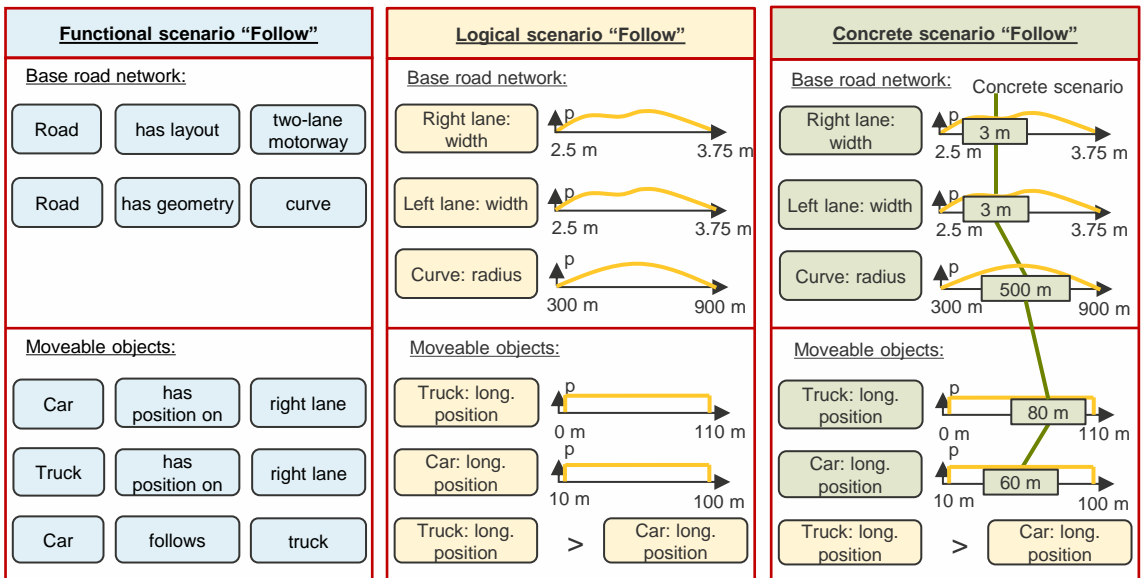 Functional scenario “Follow”
Base road network:
Road
has layout
two-lane
motorway
Road
has geometry
curve
Moveable objects:
Car
has
position on
right lane
Truck
has
position on
right lane
Car
follows
truck
Logical scenario “Follow”
Base road network:
Right lane:
width
p
2.5 m
3.75 m
Left lane: width
p
2.5 m
3.75 m
Curve: radius
p
300 m
900 m
Moveable objects:
Truck: long.
position
p
0 m
110 m
Car: long.
position
p
10 m
100 m
Truck: long.
position
>
Car: long.
position
Concrete scenario “Follow”
Base road network:
Concrete scenario
Right lane:
width
p
3 m
2.5 m
3.75 m
Left lane: width
p
3 m
2.5 m
3.75 m
Curve: radius
p
500 m
300 m
900 m
Moveable objects:
Truck: long.
position
p
80 m
0 m
110 m
Car: long.
position
p
60 m
10 m
100 m
Truck: long.
position
>
Car: long.
position